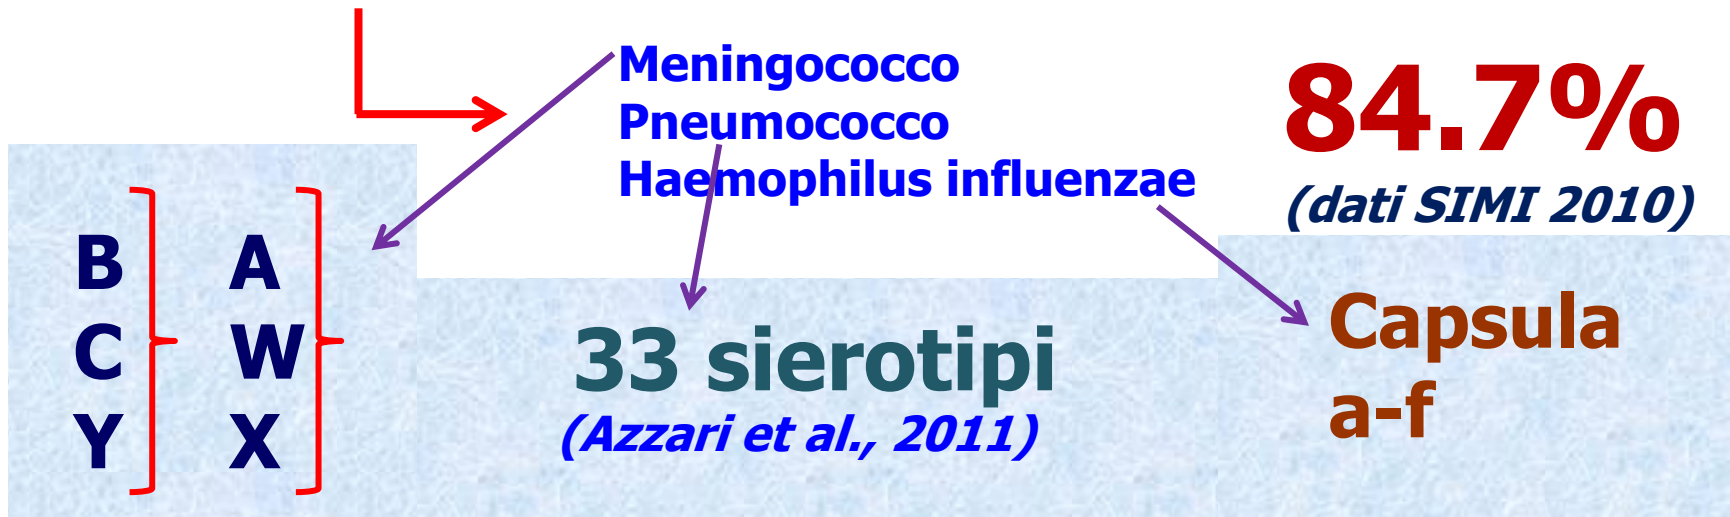 Meningococco
Pneumococco
Haemophilus influenzae
84.7%
(dati SIMI 2010)
B A
C W
Y X
33 sierotipi
(Azzari et al., 2011)
Capsula
a-f